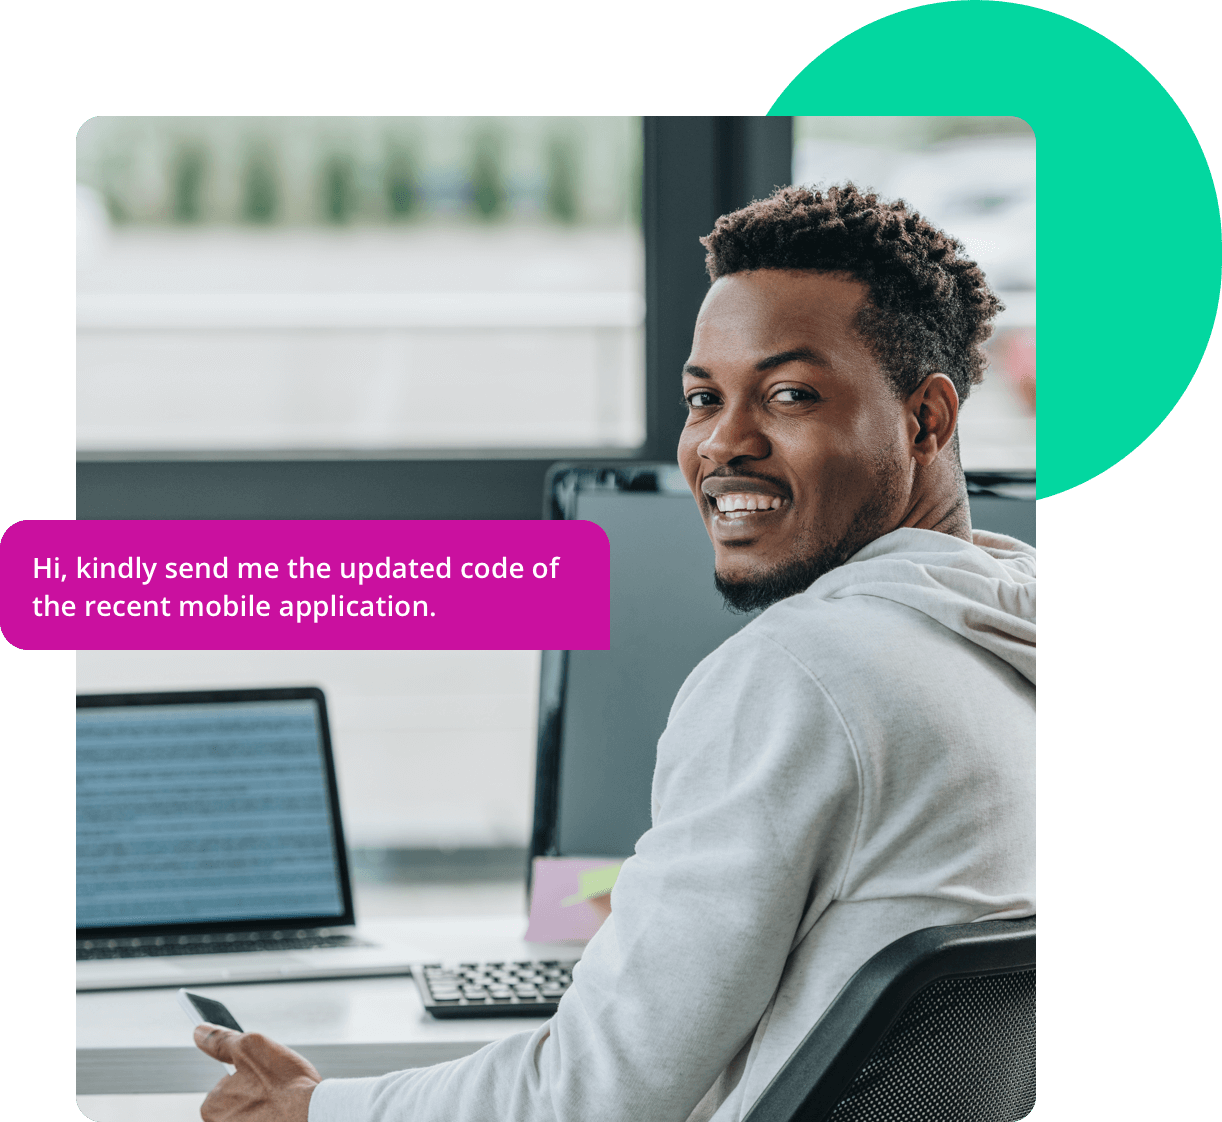 Hi, kindly send me the updated code of
the recent mobile application.